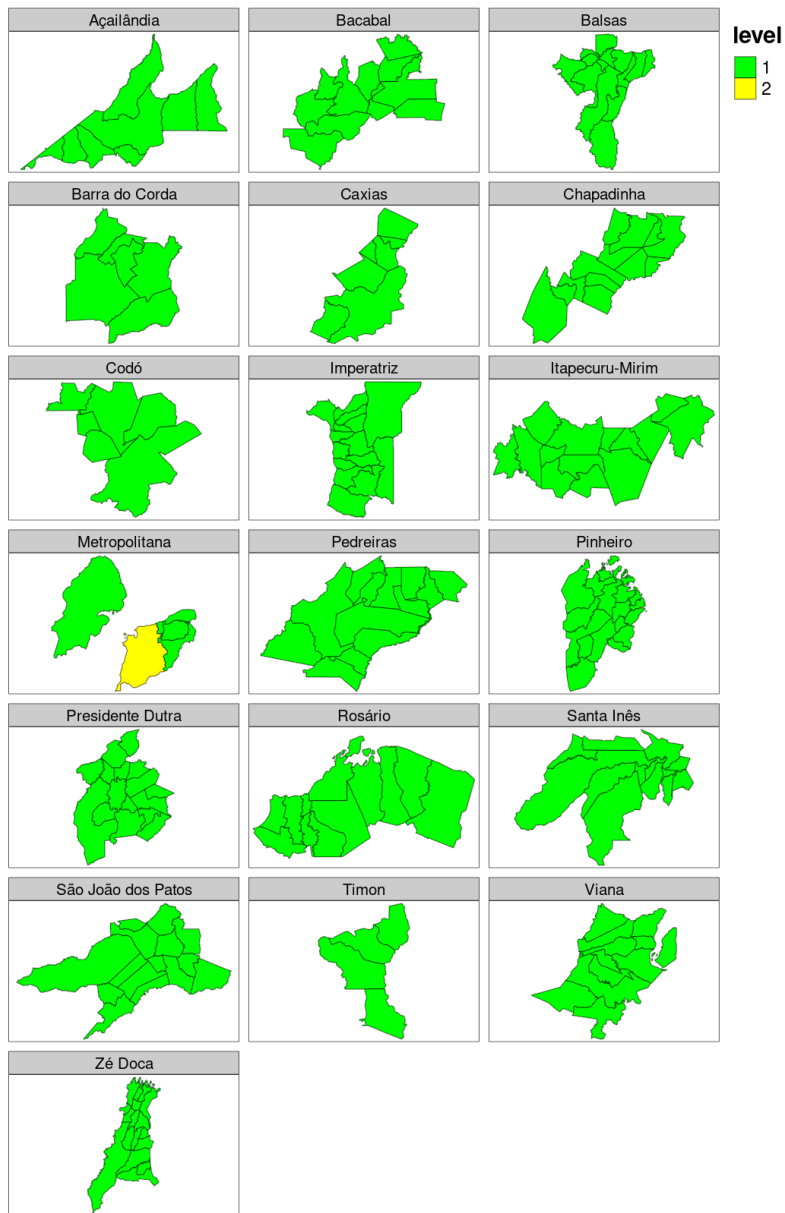 Açailândia
Bacabal
Balsas
level
1
2
Barra do Corda
Caxias
Chapadinha
Codó
Imperatriz
Itapecuru-Mirim
Metropolitana
Pedreiras
Pinheiro
Presidente Dutra
Rosário
Santa Inês
São João dos Patos
Timon
Viana
Zé Doca